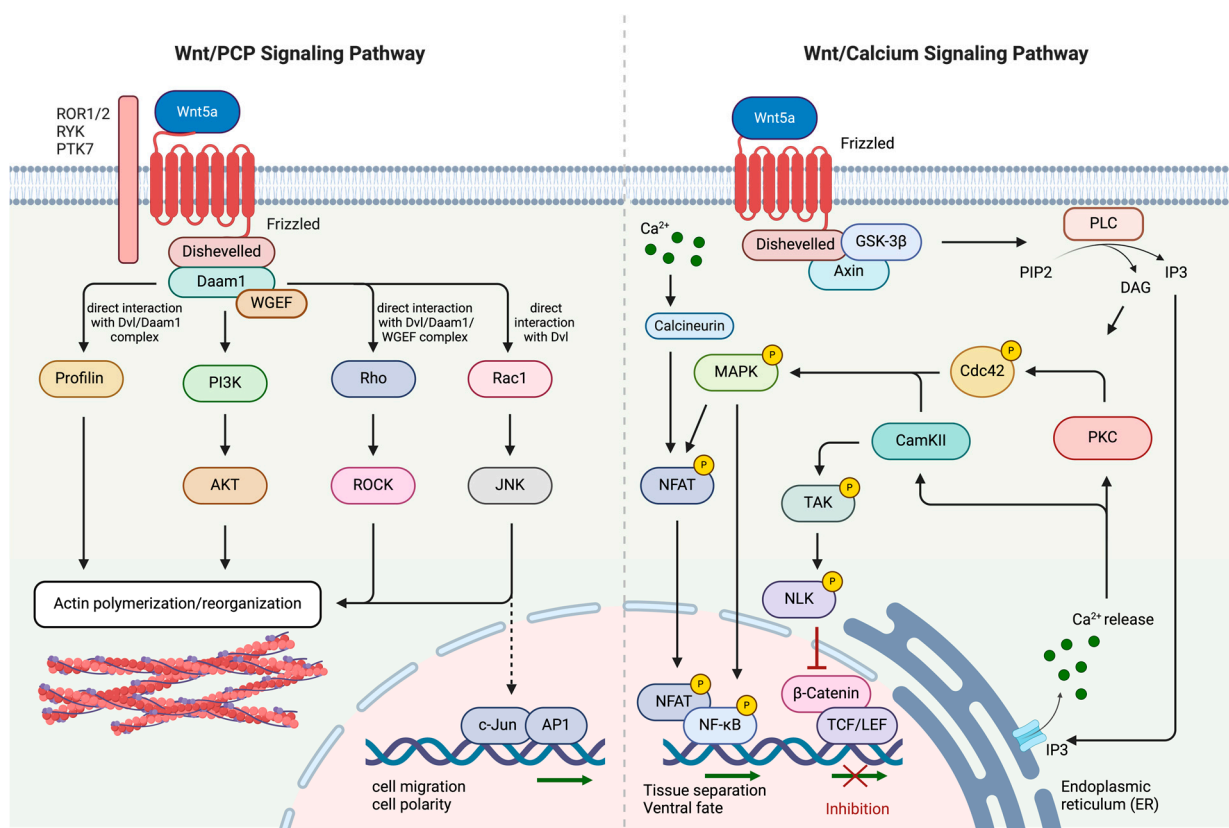 Wnt/PCP Signaling Pathway
ROR1/2
RYK
PTK7
Wnt5a
Frizzled
Dishevelled
Daam1
WGEF
direct interaction
with Dvl/Daam1
complex
direct interaction
with Dvl/Daam1/
WGEF complex
direct
interaction
with Dvl
Profilin
PI3K
Rho
Rac1
AKT
ROCK
JNK
Actin polymerization/reorganization
c-Jun
AP1
cell migration
cell polarity
Wnt/Calcium Signaling Pathway
Wnt5a
Frizzled
Ca²⁺
Dishevelled
GSK-3β
Axin
PLC
PIP2
IP3
DAG
Calcineurin
MAPK
P
Cdc42
P
CamKII
PKC
NFAT
P
TAK
P
NLK
P
Ca²⁺ release
NFAT
P
NF-κB
P
β-Catenin
TCF/LEF
IP3
Tissue separation
Ventral fate
Inhibition
Endoplasmic
reticulum (ER)